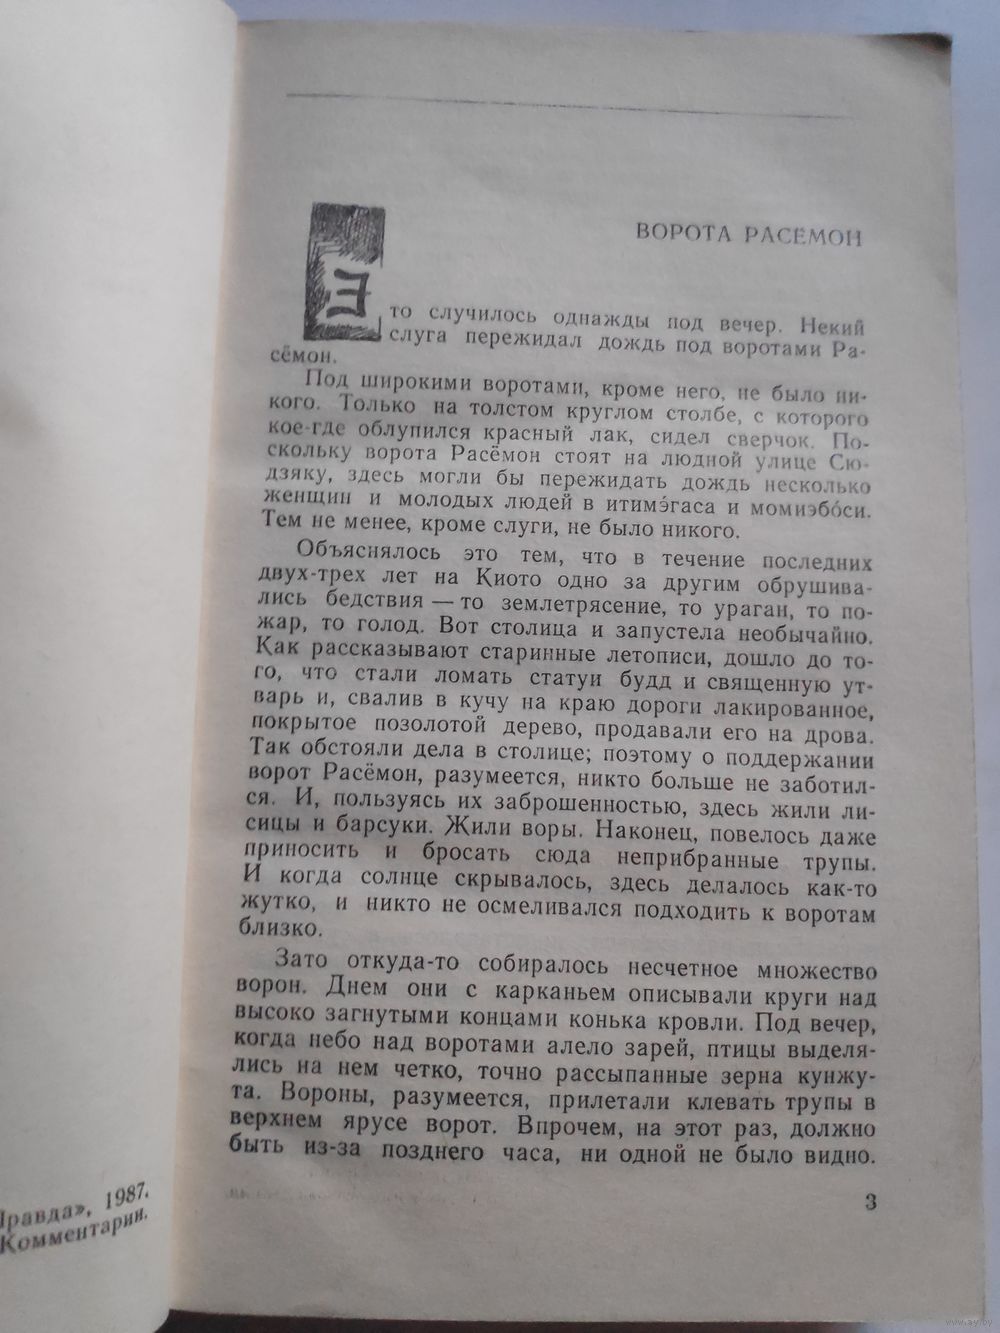 ВОРОТА РАСЁМОН
Это случилось однажды под вечер. Некий
слуга пережидал дождь под воротами Ра-
сёмон.
Под широкими воротами, кроме него, не было ни-
кого. Только на толстом круглом столбе, с которого
кое-где облупился красный лак, сидел сверчок. По-
скольку ворота Расёмон стоят на людной улице Сю-
дзяку, здесь могли бы пережидать дождь несколько
женщин и молодых людей в итимэ́гаса и момиэбо́си.
Тем не менее, кроме слуги, не было никого.
Объяснялось это тем, что в течение последних
двух-трех лет на Киото одно за другим обрушива-
лись бедствия — то землетрясение, то ураган, то по-
жар, то голод. Вот столица и запустела необычайно.
Как рассказывают старинные летописи, дошло до то-
го, что стали ломать статуи будд и священную ут-
варь и, свалив в кучу на краю дороги лакированное,
покрытое позолотой дерево, продавали его на дрова.
Так обстояли дела в столице; поэтому о поддержании
ворот Расёмон, разумеется, никто больше не заботил-
ся. И, пользуясь их заброшенностью, здесь жили ли-
сицы и барсуки. Жили воры. Наконец, повелось даже
приносить и бросать сюда неприбранные трупы.
И когда солнце скрывалось, здесь делалось как-то
жутко, и никто не осмеливался подходить к воротам
близко.
Зато откуда-то собиралось несчетное множество
ворон. Днем они с карканьем описывали круги над
высоко загнутыми концами конька кровли. Под вечер,
когда небо над воротами алело зарей, птицы выделя-
лись на нем четко, точно рассыпанные зерна кунжу-
та. Вороны, разумеется, прилетали клевать трупы в
верхнем ярусе ворот. Впрочем, на этот раз, должно
быть из-за позднего часа, ни одной не было видно.
3
Правда», 1987.
Комментарии.
www.ay.by